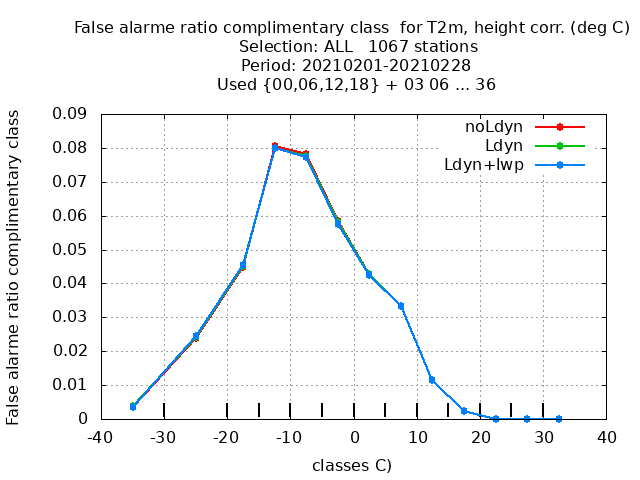 False alarme ratio complimentary class  for T2m, height corr. (deg C)
Selection: ALL   1067 stations
Period: 20210201-20210228
Used {00,06,12,18} + 03 06 ... 36
False alarme ratio complimentary class
0.09
0.08
0.07
0.06
0.05
0.04
0.03
0.02
0.01
0
noLdyn
Ldyn
Ldyn+lwp
-40 -30 -20 -10 0 10 20 30 40
classes C)